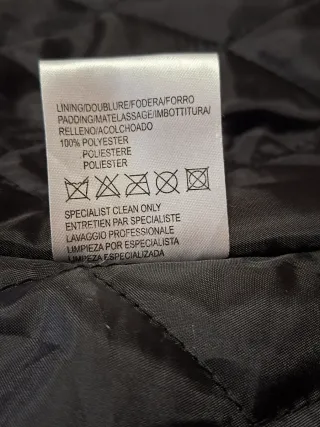 LINING/DOUBLURE/FODERA/FORRO
PADDING/MATELASSAGE/IMBOTTITURA/
RELLENO/ACOLCHOADO
100% POLYESTER
POLIESTERE
POLIESTER
SPECIALIST CLEAN ONLY
ENTRETIEN PAR SPECIALISTE
LAVAGGIO PROFESSIONALE
LIMPIEZA POR ESPECIALISTA
LIMPEZA ESPECIALIZADA